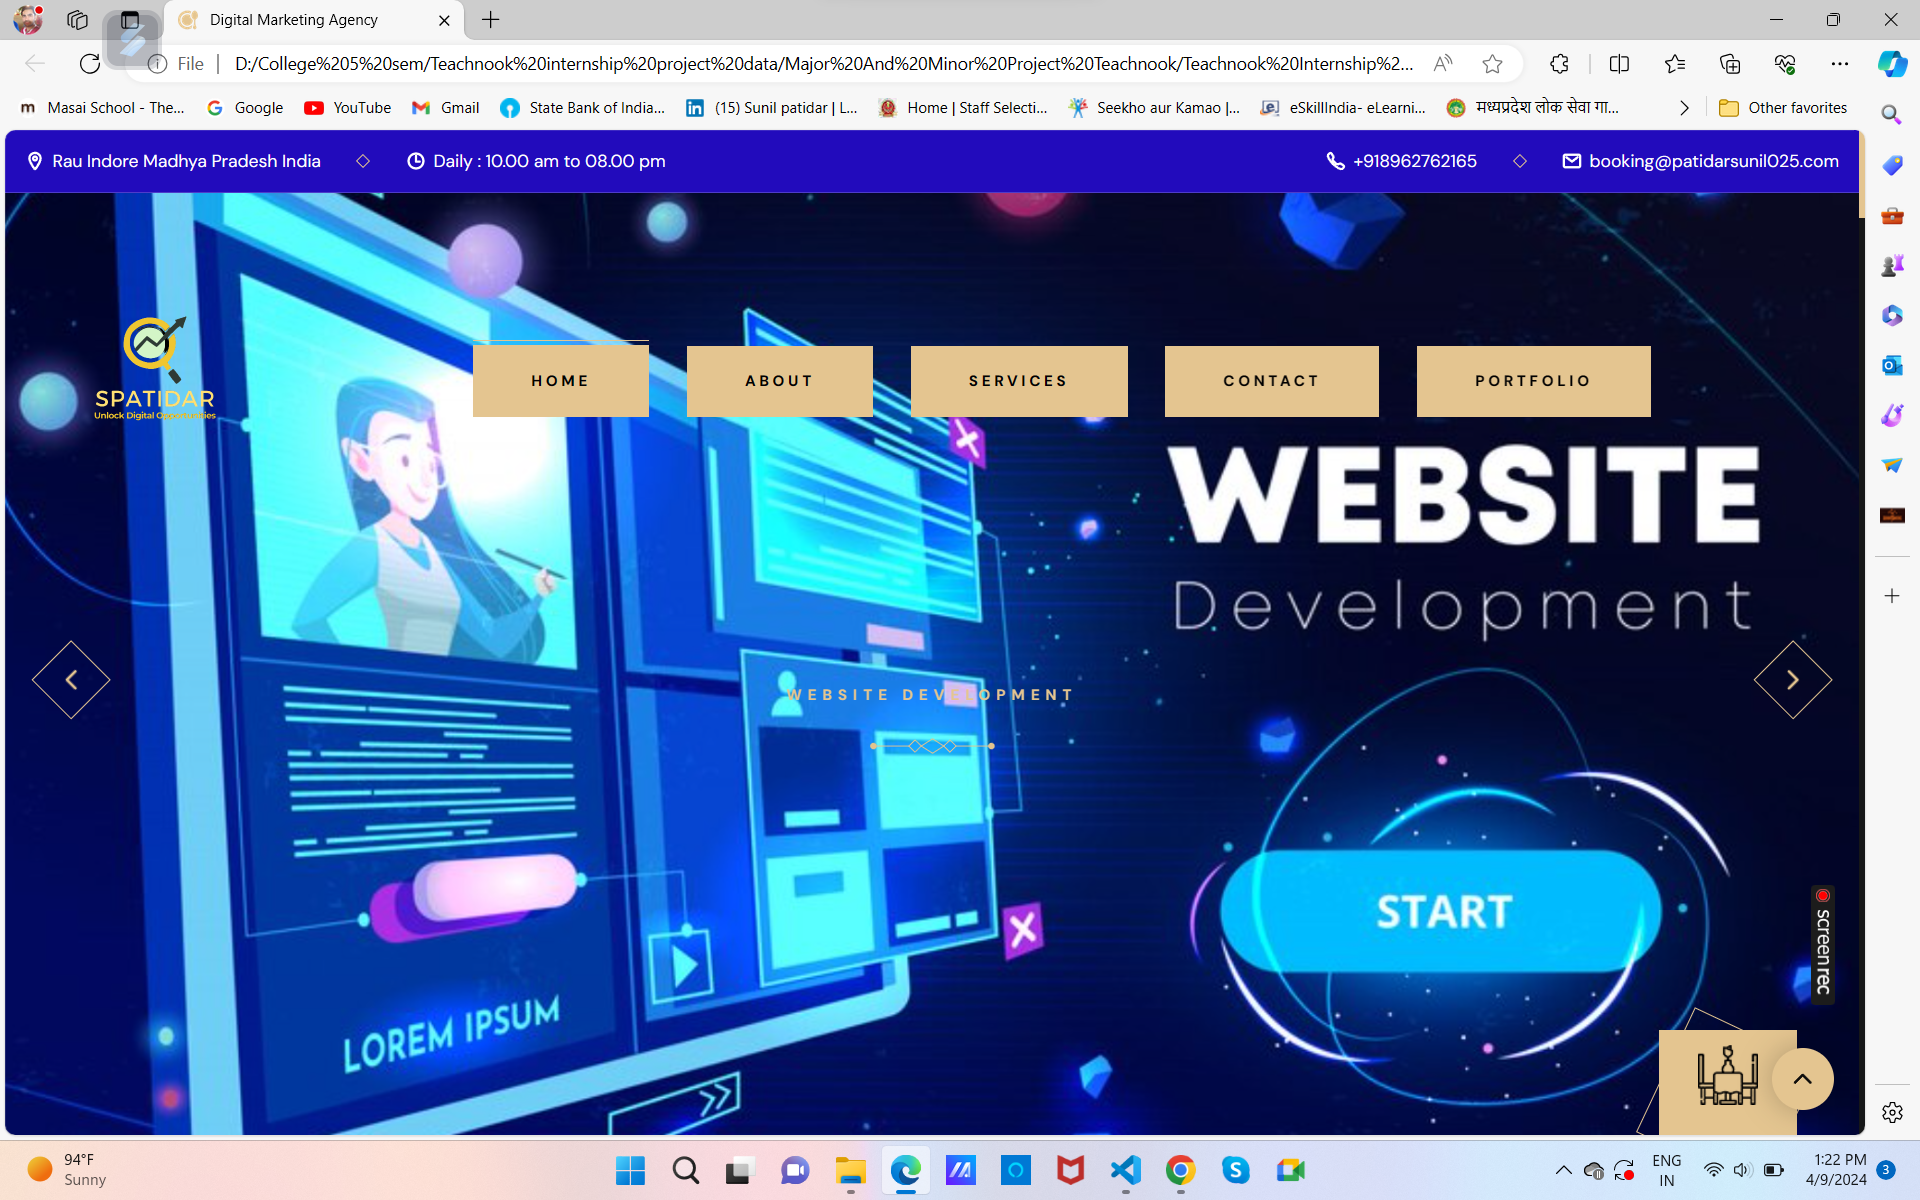 Digital Marketing Agency
File
D:/College%205%20sem/Teachnook%20internship%20project%20data/Major%20And%20Minor%20Project%20Teachnook/Teachnook%20Internship%2...
Masai School - The...
Google
YouTube
Gmail
State Bank of India...
(15) Sunil patidar | L...
Home | Staff Selecti...
Seekho aur Kamao |...
eSkillIndia- eLearni...
मध्यप्रदेश लोक सेवा गा...
Other favorites
Rau Indore Madhya Pradesh India
Daily : 10.00 am to 08.00 pm
+918962762165
booking@patidarsunil025.com
SPATIDAR
Unlock Digital Opportunities
HOME
ABOUT
SERVICES
CONTACT
PORTFOLIO
WEBSITE
Development
WEBSITE DEVELOPMENT
START
LOREM IPSUM
screenrec
94°F
Sunny
ENG
IN
1:22 PM
4/9/2024
3